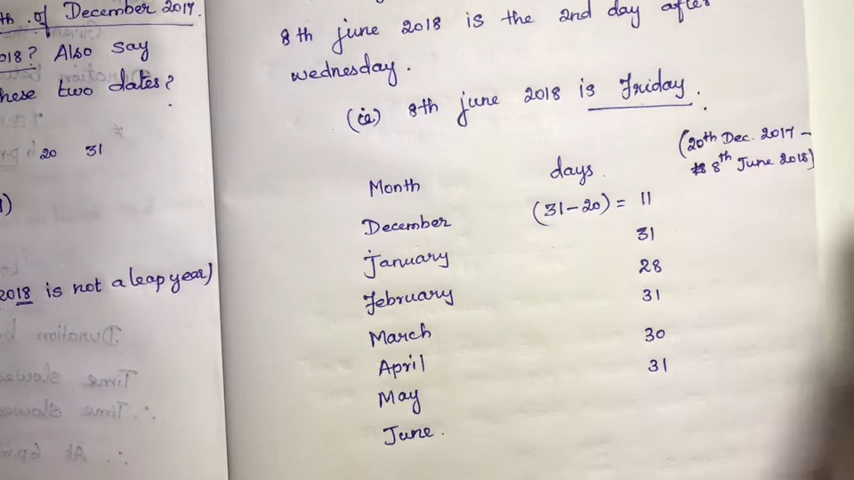 th of December 2017.
018? Also say
hese two dates?
20 31
2018 is not a leap year)
8th june 2018 is the 2nd day after
wednesday.
(ie) 8th june 2018 is Friday.
Month days. (20th Dec. 2017 -
8th June 2018)
December (31-20) = 11
January 31
February 28
March 31
April 30
May 31
June.